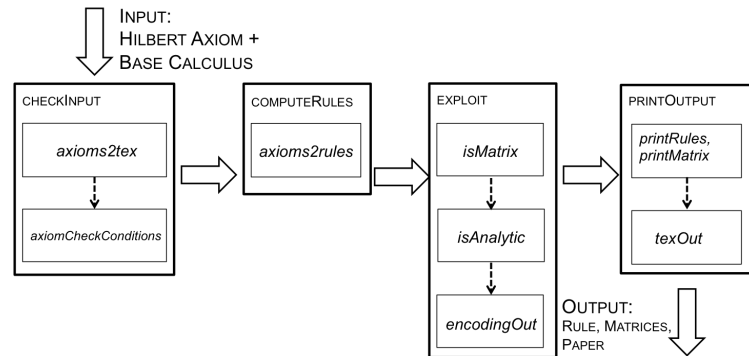 INPUT:
HILBERT AXIOM +
BASE CALCULUS
CHECKINPUT
axioms2tex
axiomCheckConditions
COMPUTERULES
axioms2rules
EXPLOIT
isMatrix
isAnalytic
encodingOut
PRINTOUTPUT
printRules,
printMatrix
texOut
OUTPUT:
RULE, MATRICES,
PAPER